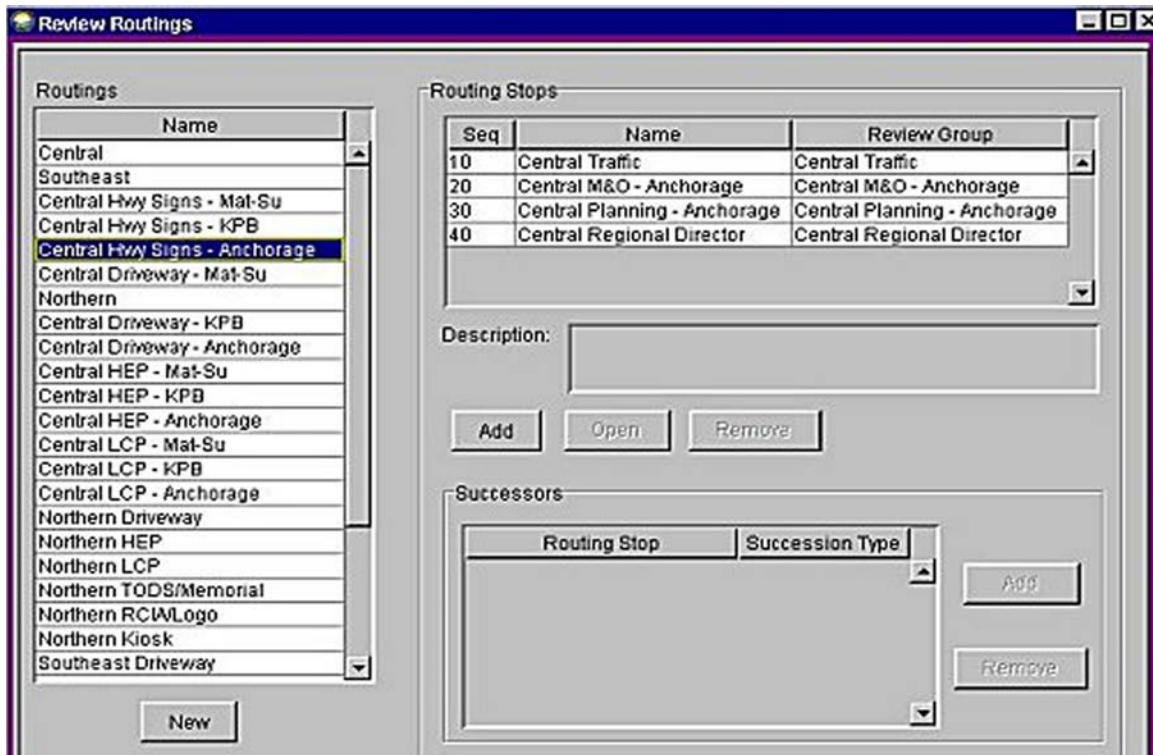 Review Routings
Routings
Name
Central
Southeast
Central Hwy Signs - Mat-Su
Central Hwy Signs - KPB
Central Hwy Signs - Anchorage
Central Driveway - Mat-Su
Northern
Central Driveway - KPB
Central Driveway - Anchorage
Central HEP - Mat-Su
Central HEP - KPB
Central HEP - Anchorage
Central LCP - Mat-Su
Central LCP - KPB
Central LCP - Anchorage
Northern Driveway
Northern HEP
Northern LCP
Northern TODS/Memorial
Northern RCIA/Logo
Northern Kiosk
Southeast Driveway
New
Routing Stops
Seq Name Review Group
10 Central Traffic Central Traffic
20 Central M&O - Anchorage Central M&O - Anchorage
30 Central Planning - Anchorage Central Planning - Anchorage
40 Central Regional Director Central Regional Director
Description:
Add Open Remove
Successors
Routing Stop Succession Type
Add
Remove